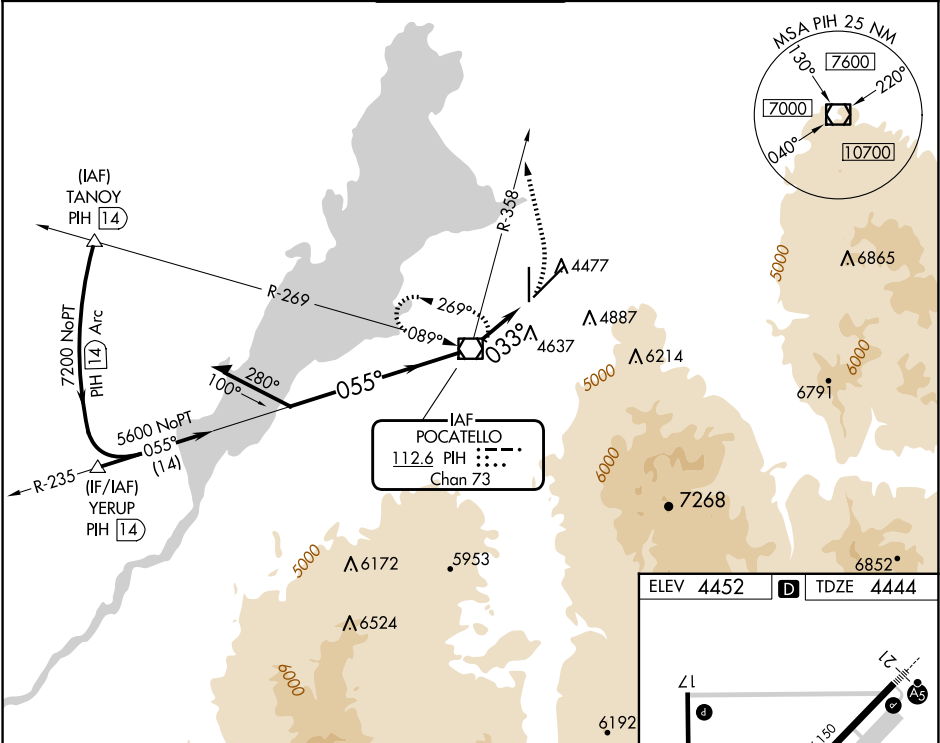 MSA PIH 25 NM
130°
7600
220°
7000
040°
10700
(IAF)
TANOY
PIH 14
R-358
4477
5000
6865
R-269
269°
089°
033°
4637
4887
6214
5000
6000
6791
7200 NoPT
PIH 14 Arc
280°
100°
055°
5600 NoPT
055°
(14)
R-235
(IF/IAF)
YERUP
PIH 14
IAF
POCATELLO
112.6 PIH
Chan 73
6000
7268
5000
6172
5953
6852
6524
6000
6192
ELEV 4452 D TDZE 4444
21
17
P
P
A5
150